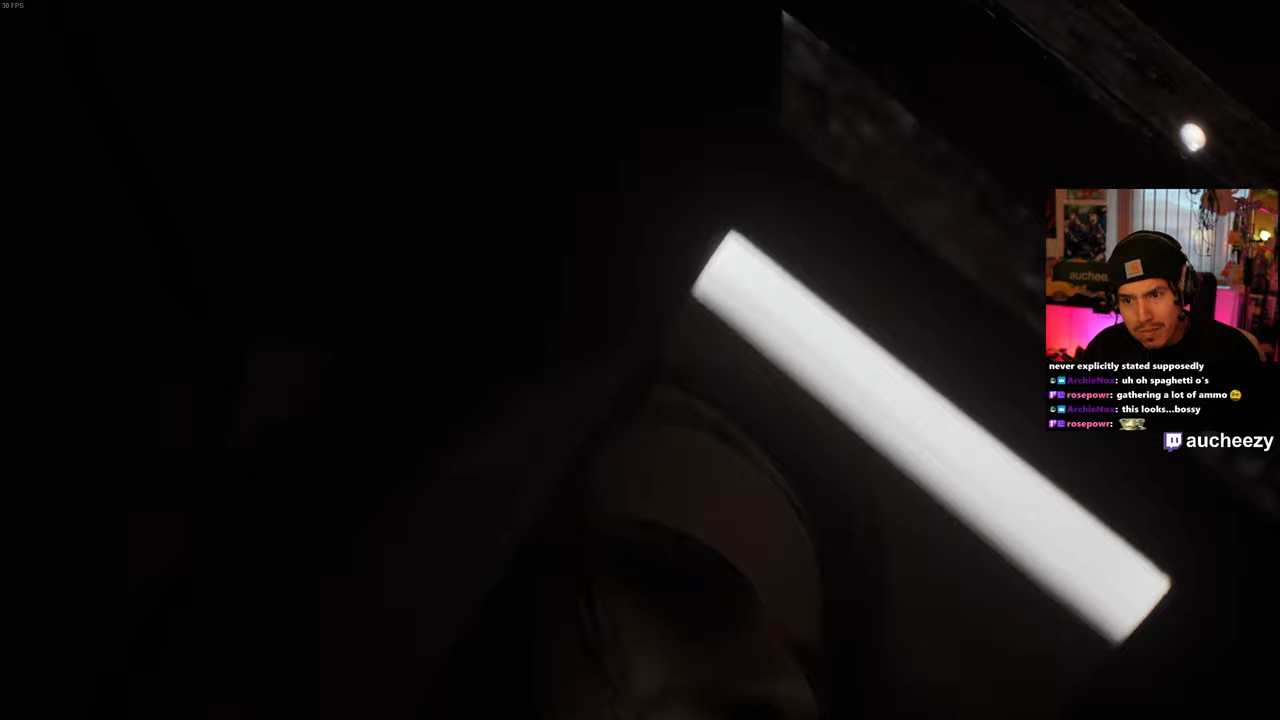 30 FPS
auchee
never explicitly stated supposedly
ArchieNox: uh oh spaghetti o's
rosepowr: gathering a lot of ammo
ArchieNox: this looks...bossy
rosepowr:
aucheezy